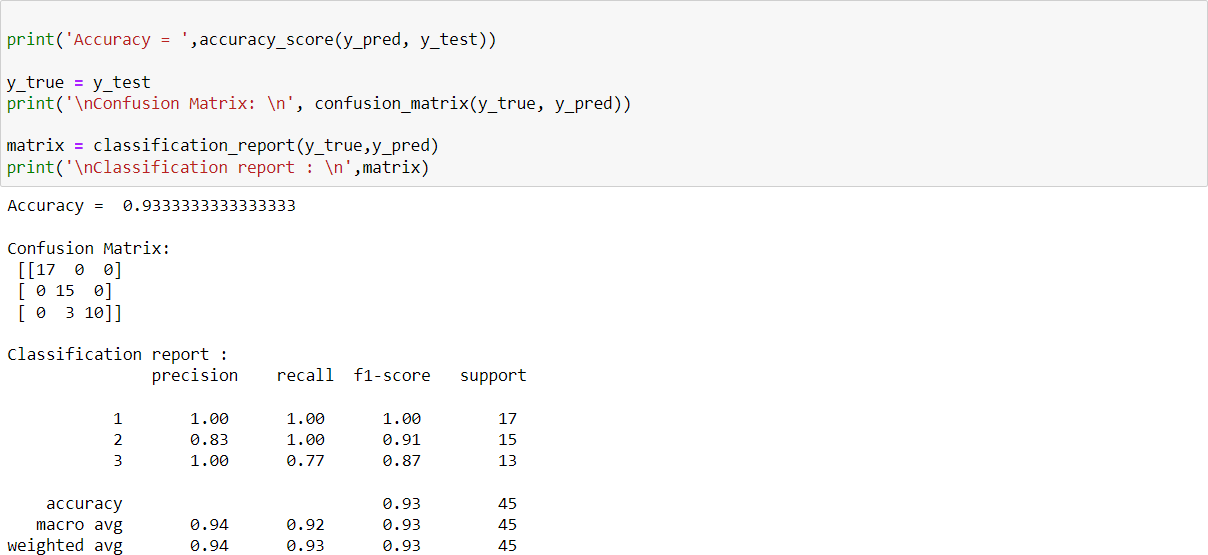 print('Accuracy = ',accuracy_score(y_pred, y_test))
y_true = y_test
print('\nConfusion Matrix: \n', confusion_matrix(y_true, y_pred))
matrix = classification_report(y_true,y_pred)
print('\nClassification report : \n',matrix)
Accuracy =  0.9333333333333333
Confusion Matrix:
 [[17  0  0]
 [ 0 15  0]
 [ 0  3 10]]
Classification report :
               precision    recall  f1-score   support
           1       1.00      1.00      1.00        17
           2       0.83      1.00      0.91        15
           3       1.00      0.77      0.87        13
    accuracy                           0.93        45
   macro avg       0.94      0.92      0.93        45
weighted avg       0.94      0.93      0.93        45